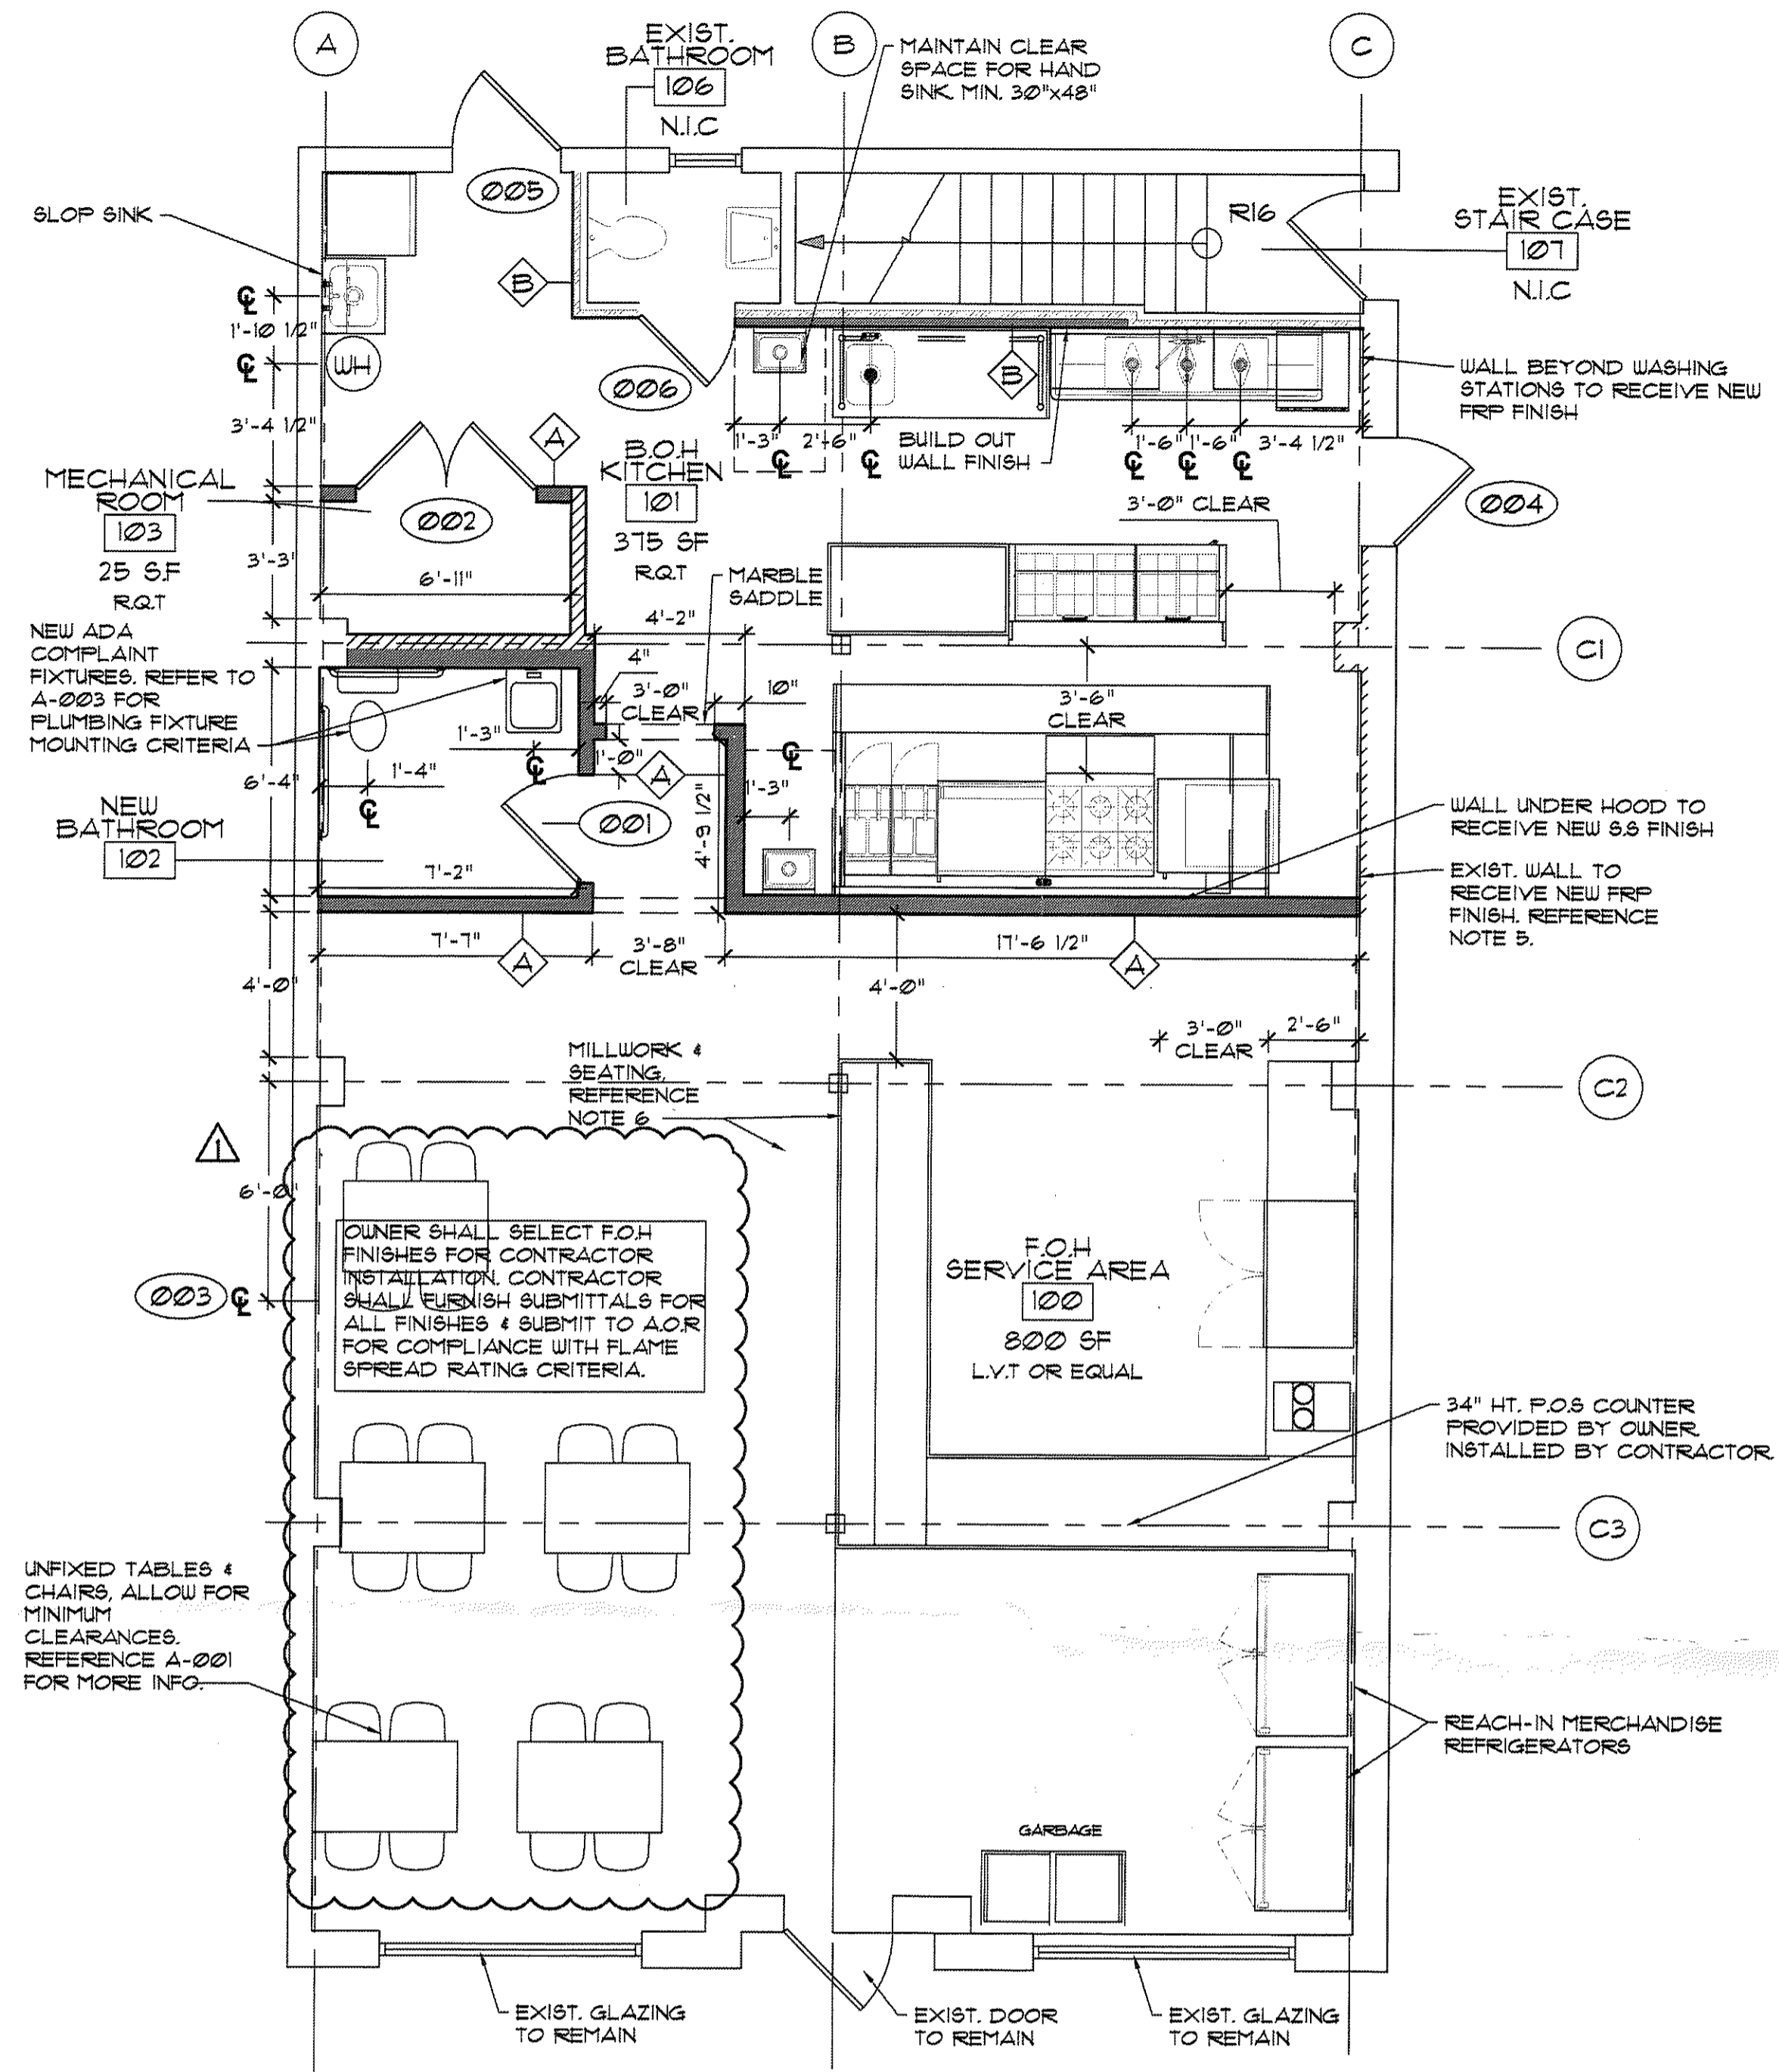 A
B
C
EXIST.
BATHROOM
106
N.I.C
MAINTAIN CLEAR
SPACE FOR HAND
SINK. MIN. 30"x48"
005
SLOP SINK
R16
EXIST.
STAIR CASE
107
N.I.C
B
℄
1'-10 1/2"
℄
WH
3'-4 1/2"
006
B
WALL BEYOND WASHING
STATIONS TO RECEIVE NEW
FRP FINISH
A
1'-3"
2'-6"
℄
℄
BUILD OUT
WALL FINISH
1'-6"
1'-6"
3'-4 1/2"
℄
℄
℄
MECHANICAL
ROOM
103
25 S.F
R.Q.T
002
B.O.H
KITCHEN
101
375 SF
R.Q.T
3'-0" CLEAR
004
3'-3"
6'-11"
MARBLE
SADDLE
4'-2"
NEW ADA
COMPLAINT
FIXTURES. REFER TO
A-003 FOR
PLUMBING FIXTURE
MOUNTING CRITERIA
4"
3'-0"
CLEAR
10"
C1
3'-6"
CLEAR
1'-3"
℄
1'-0"
A
℄
1'-3"
6'-4"
1'-4"
℄
NEW
BATHROOM
102
001
4'-9 1/2"
7'-2"
WALL UNDER HOOD TO
RECEIVE NEW S.S FINISH
EXIST. WALL TO
RECEIVE NEW FRP
FINISH. REFERENCE
NOTE 5.
7'-7"
A
3'-8"
CLEAR
17'-6 1/2"
A
4'-0"
4'-0"
3'-0"
CLEAR
2'-6"
MILLWORK &
SEATING,
REFERENCE
NOTE 6
C2
1
6'-0"
OWNER SHALL SELECT F.O.H
FINISHES FOR CONTRACTOR
INSTALLATION. CONTRACTOR
SHALL FURNISH SUBMITTALS FOR
ALL FINISHES & SUBMIT TO A.O.R
FOR COMPLIANCE WITH FLAME
SPREAD RATING CRITERIA.
003
℄
F.O.H
SERVICE AREA
100
800 SF
L.V.T OR EQUAL
34" HT. P.O.S COUNTER
PROVIDED BY OWNER.
INSTALLED BY CONTRACTOR.
C3
UNFIXED TABLES &
CHAIRS, ALLOW FOR
MINIMUM
CLEARANCES.
REFERENCE A-001
FOR MORE INFO.
REACH-IN MERCHANDISE
REFRIGERATORS
GARBAGE
EXIST. GLAZING
TO REMAIN
EXIST. DOOR
TO REMAIN
EXIST. GLAZING
TO REMAIN